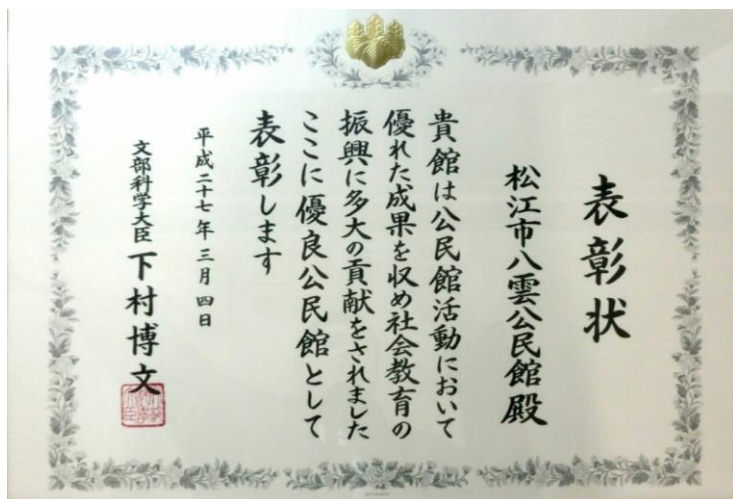 表彰状
松江市八雲公民館殿
貴館は公民館活動において
優れた成果を収め社会教育の
振興に多大の貢献をされました
ここに優良公民館として
表彰します
平成二十七年三月四日
文部科学大臣 下村博文